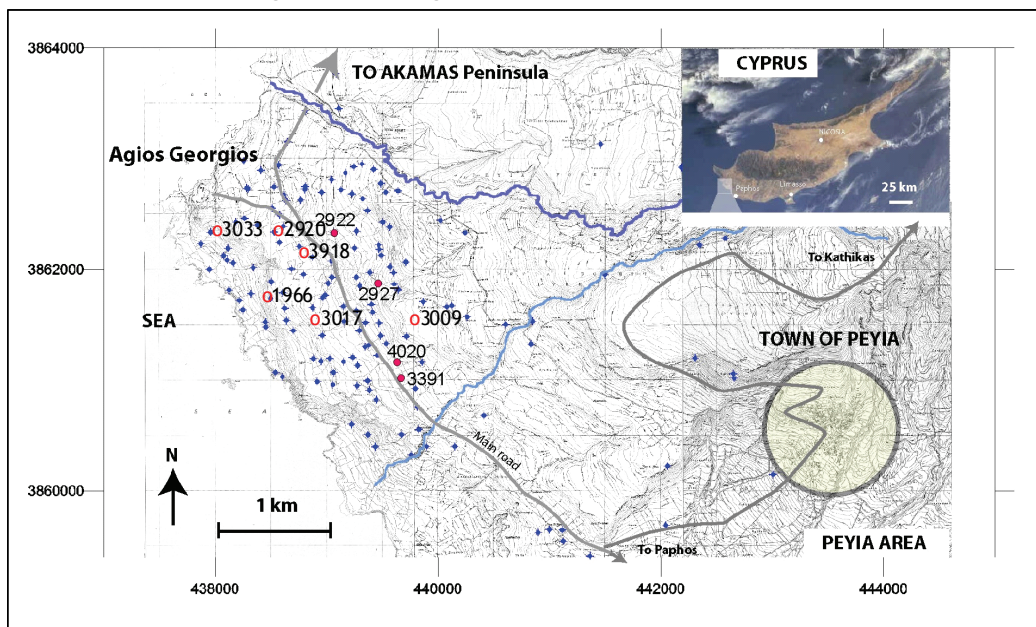 3864000
CYPRUS
TO AKAMAS Peninsula
NICOSIA
Agios Georgios
Paphos
Limasso
25 km
2922
3033
2920
3918
3862000
To Kathikas
2927
1966
SEA
3017
3009
TOWN OF PEYIA
4020
3391
S E A
Main road
N
3860000
1 km
To Paphos
PEYIA AREA
438000
440000
442000
444000